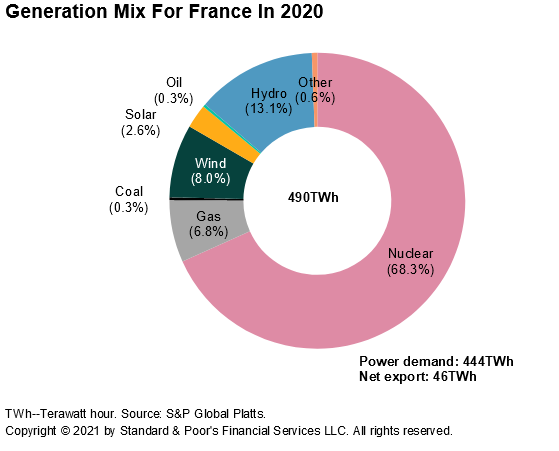 Generation Mix For France In 2020
Oil
(0.3%)
Solar
(2.6%)
Hydro
(13.1%)
Other
(0.6%)
Wind
(8.0%)
Coal
(0.3%)
Gas
(6.8%)
490TWh
Nuclear
(68.3%)
Power demand: 444TWh
Net export: 46TWh
TWh--Terawatt hour. Source: S&P Global Platts.
Copyright © 2021 by Standard & Poor's Financial Services LLC. All rights reserved.